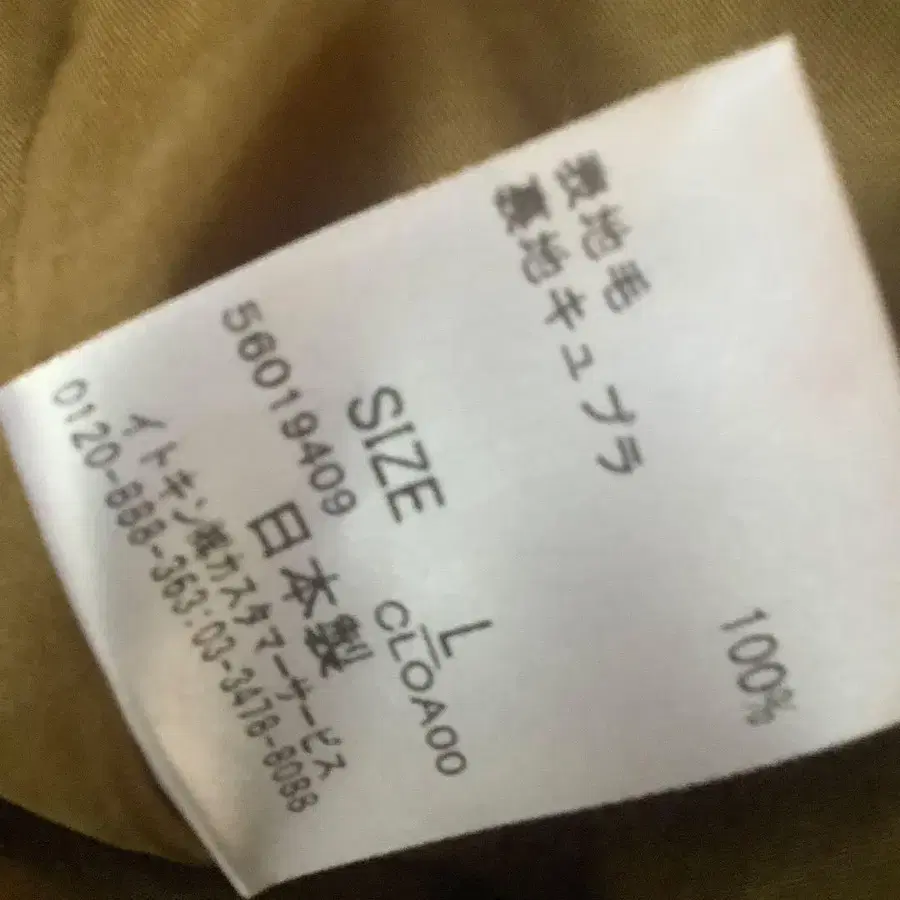 表地毛 100%
裏地キュプラ
SIZE L
56019409 CLOA00
日本製
イトキン㈱カスタマーサービス
0120-888-363:03-3478-8088